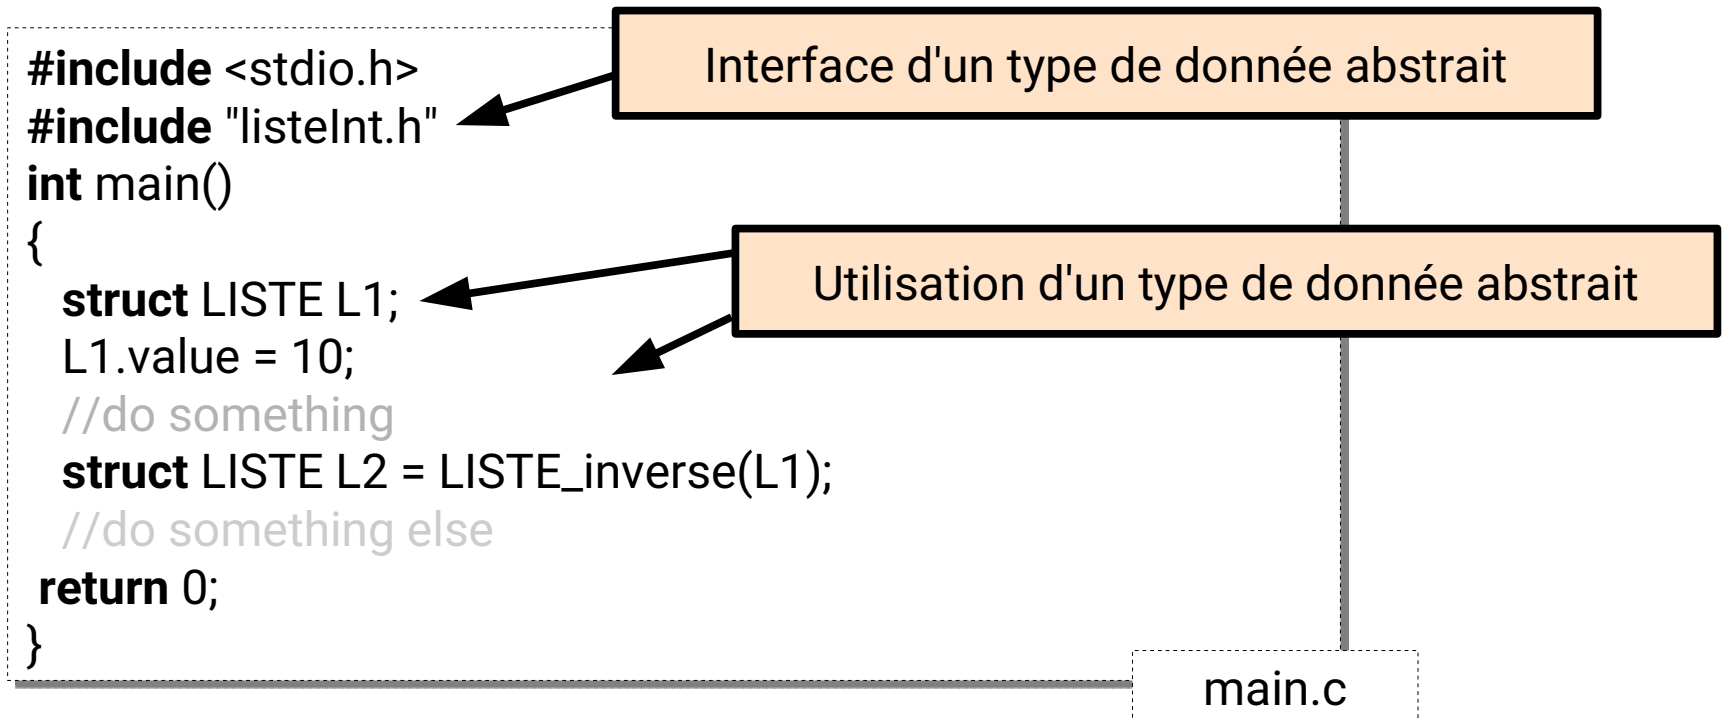 Interface d'un type de donnée abstrait
#include <stdio.h>
#include "listeInt.h"
int main()
{
Utilisation d'un type de donnée abstrait
struct LISTE L1;
L1.value = 10;
//do something
struct LISTE L2 = LISTE_inverse(L1);
//do something else
return 0;
}
main.c